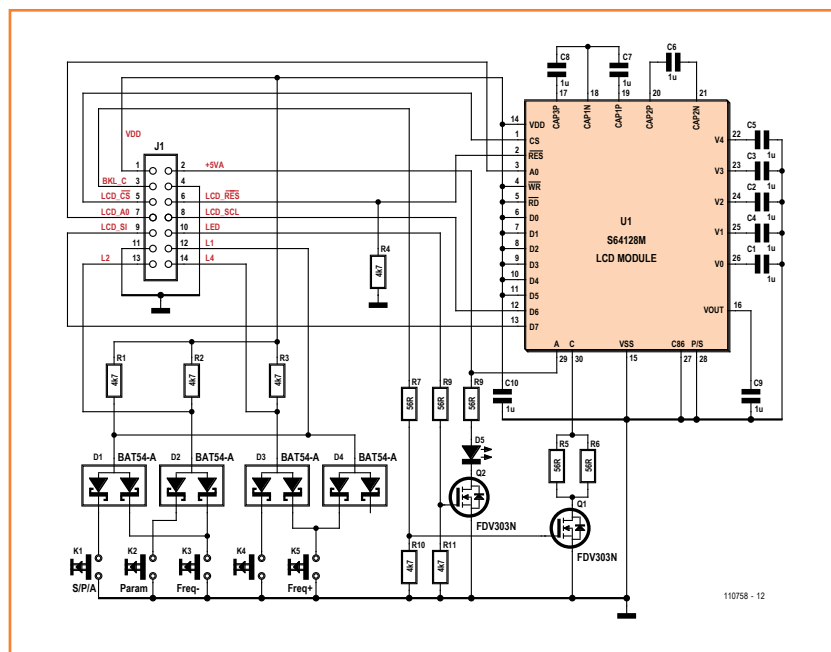 C8
1u
C7
1u
C6
1u
17
18
19
20
21
CAP3P
CAP1N
CAP1P
CAP2P
CAP2N
U1
S64128M
LCD MODULE
14 VDD
1 CS
2 RES
3 A0
4 WR
5 RD
6 D0
7 D1
8 D2
9 D3
10 D4
11 D5
12 D6
13 D7
V4 22
V3 23
V2 24
V1 25
V0 26
VOUT 16
C5
1u
C3
1u
C2
1u
C4
1u
C1
1u
C9
1u
A
29
C
30
VSS
15
C86
27
P/S
28
VDD
J1
1 2 +5VA
BKL_C 3 4
LCD_CS 5 6 LCD_RES
LCD_A0 7 8 LCD_SCL
LCD_SI 9 10 LED
11 12 L1
L2 13 14 L4
R4
4k7
R1
4k7
R2
4k7
R3
4k7
R7
56R
R9
56R
R9
56R
C10
1u
D5
Q2
FDV303N
R5
56R
R6
56R
Q1
FDV303N
D1 BAT54-A
D2 BAT54-A
D3 BAT54-A
D4 BAT54-A
R10
4k7
R11
4k7
K1
S/P/A
K2
Param
K3
Freq-
K4
K5
Freq+
110758 - 12